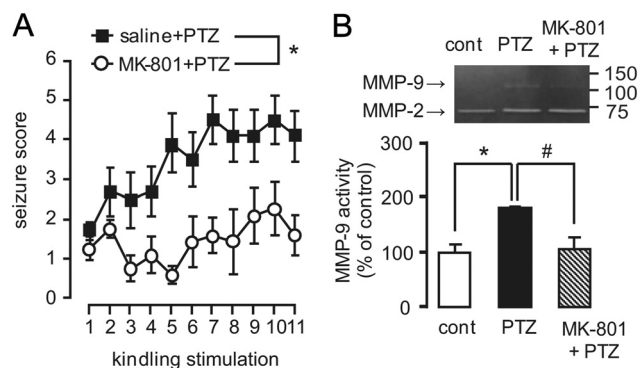 A
saline+PTZ
MK-801+PTZ
*
seizure score
6
5
4
3
2
1
0
1 2 3 4 5 6 7 8 9 10 11
kindling stimulation
B
cont PTZ MK-801
+ PTZ
MMP-9→
MMP-2→
150
100
75
MMP-9 activity
(% of control)
300
200
100
0
* #
cont PTZ MK-801
+ PTZ